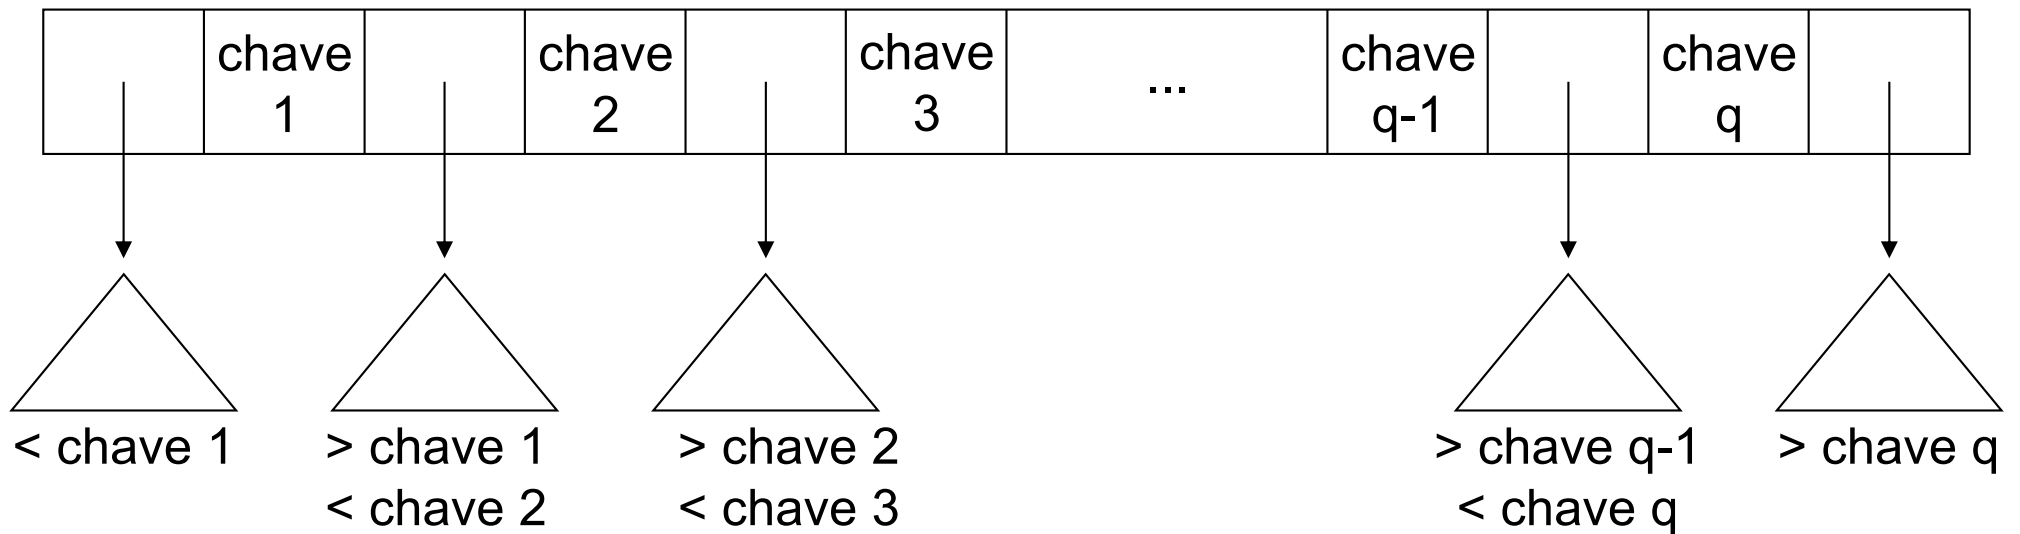 chave
1
chave
2
chave
3
...
chave
q-1
chave
q
< chave 1
> chave 1
< chave 2
> chave 2
< chave 3
> chave q-1
< chave q
> chave q